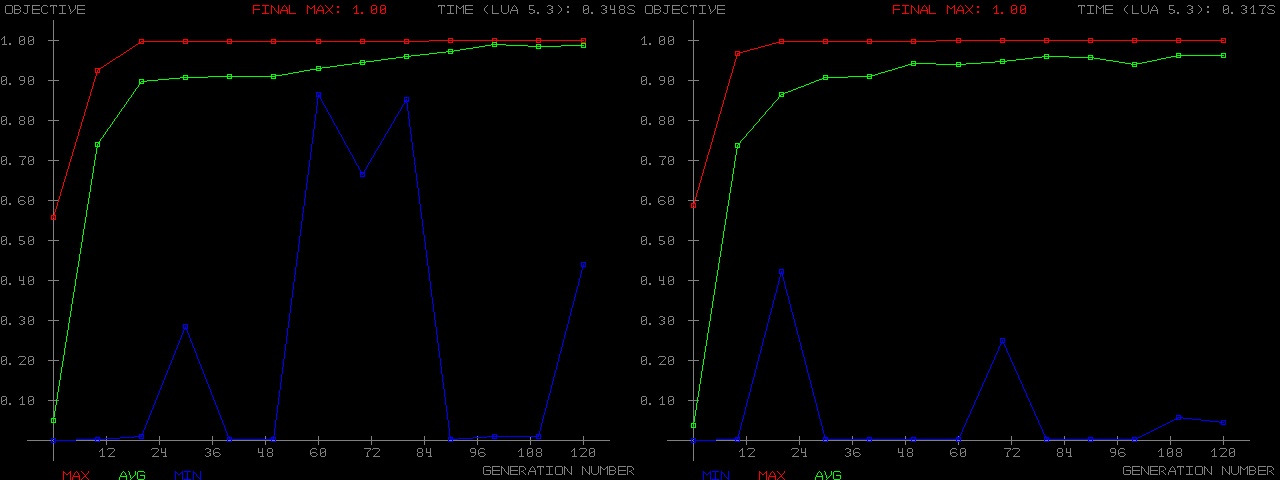 OBJECTIVE FINAL MAX: 1.00 TIME (LUA 5.3): 0.348S
1.00
0.90
0.80
0.70
0.60
0.50
0.40
0.30
0.20
0.10
12 24 36 48 60 72 84 96 108 120
GENERATION NUMBER
MAX AVG MIN
OBJECTIVE FINAL MAX: 1.00 TIME (LUA 5.3): 0.317S
1.00
0.90
0.80
0.70
0.60
0.50
0.40
0.30
0.20
0.10
12 24 36 48 60 72 84 96 108 120
GENERATION NUMBER
MIN MAX AVG